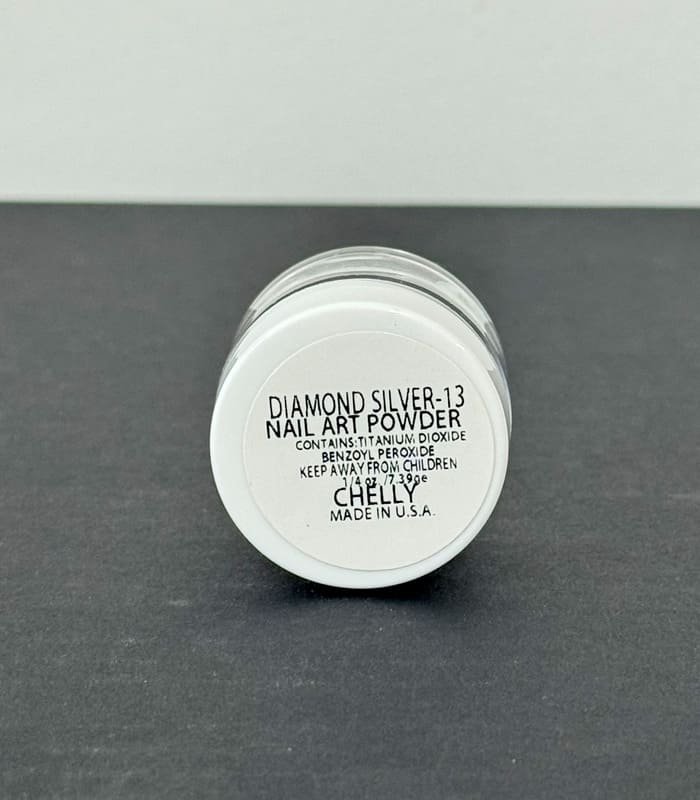 DIAMOND SILVER-13
NAIL ART POWDER
CONTAINS:TITANIUM DIOXIDE
BENZOYL PEROXIDE
KEEP AWAY FROM CHILDREN
1/4 oz. /7.39ge
CHELLY
MADE IN U.S.A.